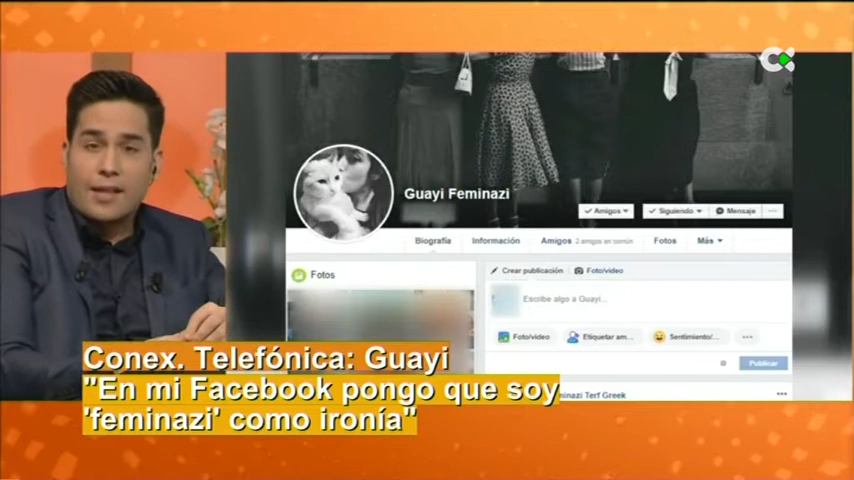 Guayi Feminazi
Amigos
Siguiendo
Mensaje
Biografía
Información
Amigos 2 amigos en común
Fotos
Más
Fotos
Crear publicación
Foto/vídeo
Escribe algo a Guayi...
Foto/vídeo
Etiquetar am...
Sentimiento/...
Publicar
minazi Terf Greek
Conex. Telefónica: Guayi
"En mi Facebook pongo que soy
'feminazi' como ironía"